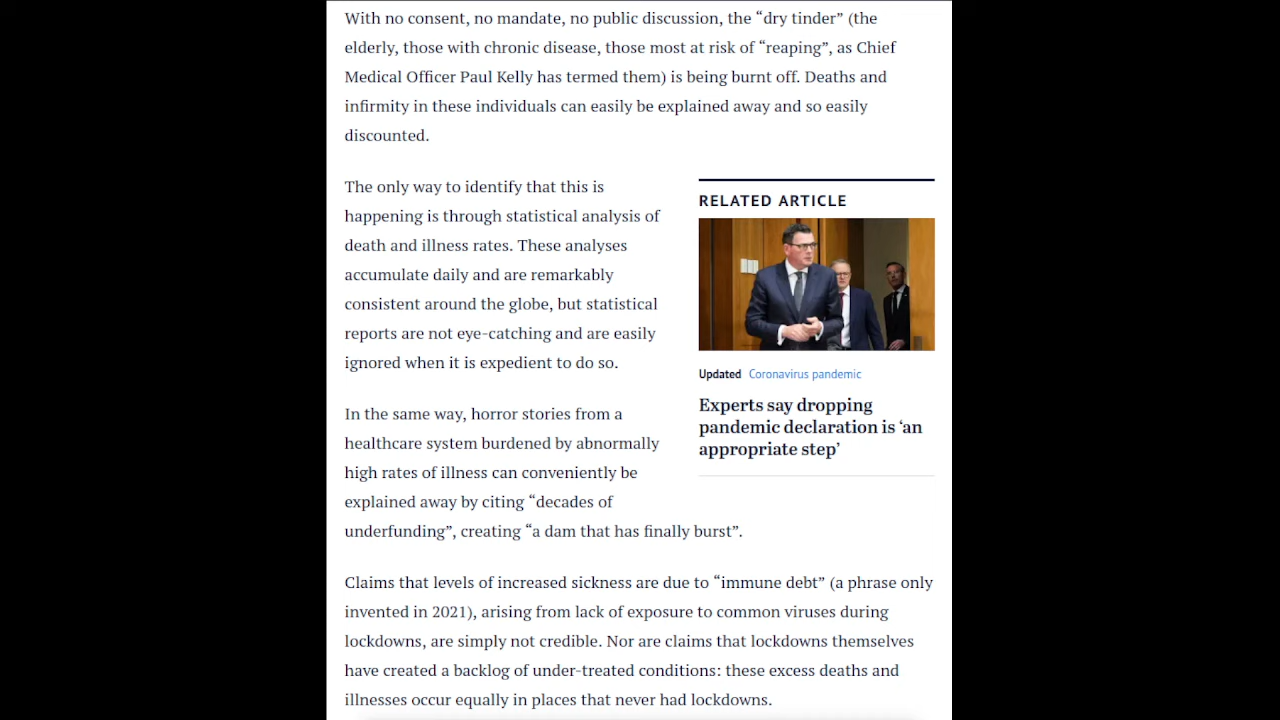 With no consent, no mandate, no public discussion, the “dry tinder” (the
elderly, those with chronic disease, those most at risk of “reaping”, as Chief
Medical Officer Paul Kelly has termed them) is being burnt off. Deaths and
infirmity in these individuals can easily be explained away and so easily
discounted.
The only way to identify that this is
happening is through statistical analysis of
death and illness rates. These analyses
accumulate daily and are remarkably
consistent around the globe, but statistical
reports are not eye-catching and are easily
ignored when it is expedient to do so.
In the same way, horror stories from a
healthcare system burdened by abnormally
high rates of illness can conveniently be
explained away by citing “decades of
underfunding”, creating “a dam that has finally burst”.
RELATED ARTICLE
Updated Coronavirus pandemic
Experts say dropping
pandemic declaration is ‘an
appropriate step’
Claims that levels of increased sickness are due to “immune debt” (a phrase only
invented in 2021), arising from lack of exposure to common viruses during
lockdowns, are simply not credible. Nor are claims that lockdowns themselves
have created a backlog of under-treated conditions: these excess deaths and
illnesses occur equally in places that never had lockdowns.